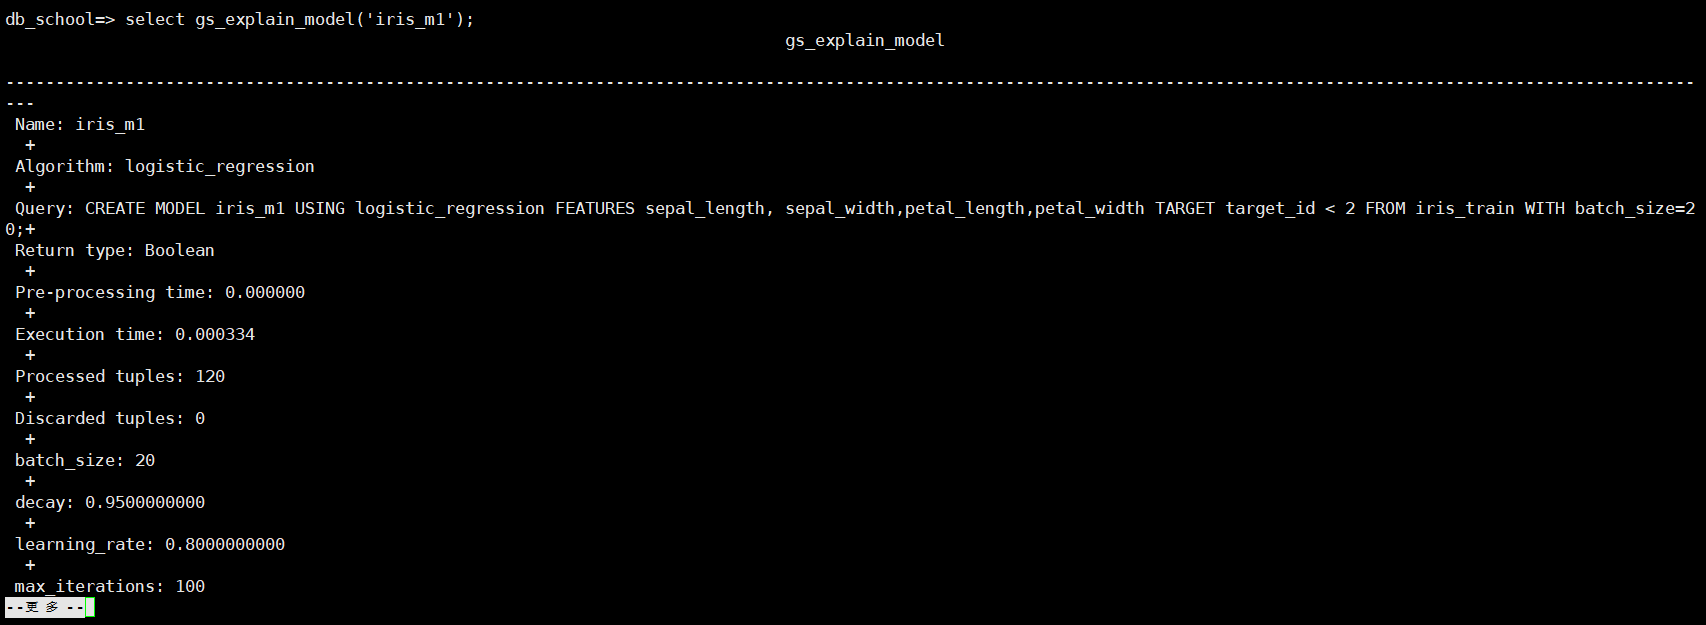 db_school=> select gs_explain_model('iris_m1');
gs_explain_model
-------------------------------------------------------------------------------------------------------------------------------------------------------------------------
---
Name: iris_m1
+
Algorithm: logistic_regression
+
Query: CREATE MODEL iris_m1 USING logistic_regression FEATURES sepal_length, sepal_width,petal_length,petal_width TARGET target_id < 2 FROM iris_train WITH batch_size=2
0;+
Return type: Boolean
+
Pre-processing time: 0.000000
+
Execution time: 0.000334
+
Processed tuples: 120
+
Discarded tuples: 0
+
batch_size: 20
+
decay: 0.9500000000
+
learning_rate: 0.8000000000
+
max_iterations: 100
--更多--